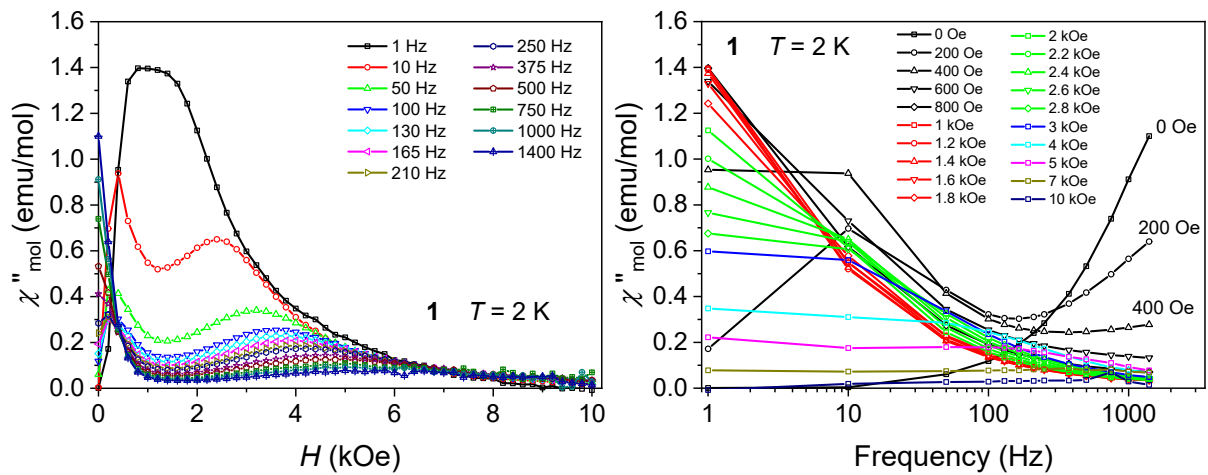 1.6
1.4
1.2
1.0
0.8
0.6
0.4
0.2
0.0
χ"mol (emu/mol)
1 Hz
10 Hz
50 Hz
100 Hz
130 Hz
165 Hz
210 Hz
250 Hz
375 Hz
500 Hz
750 Hz
1000 Hz
1400 Hz
1 T = 2 K
0 2 4 6 8 10
H (kOe)
1.6
1.4
1.2
1.0
0.8
0.6
0.4
0.2
0.0
χ"mol (emu/mol)
1 T = 2 K
0 Oe
200 Oe
400 Oe
600 Oe
800 Oe
1 kOe
1.2 kOe
1.4 kOe
1.6 kOe
1.8 kOe
2 kOe
2.2 kOe
2.4 kOe
2.6 kOe
2.8 kOe
3 kOe
4 kOe
5 kOe
7 kOe
10 kOe
0 Oe
200 Oe
400 Oe
1 10 100 1000
Frequency (Hz)